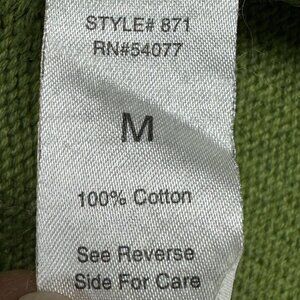 STYLE# 871
RN#54077
M
100% Cotton
See Reverse
Side For Care